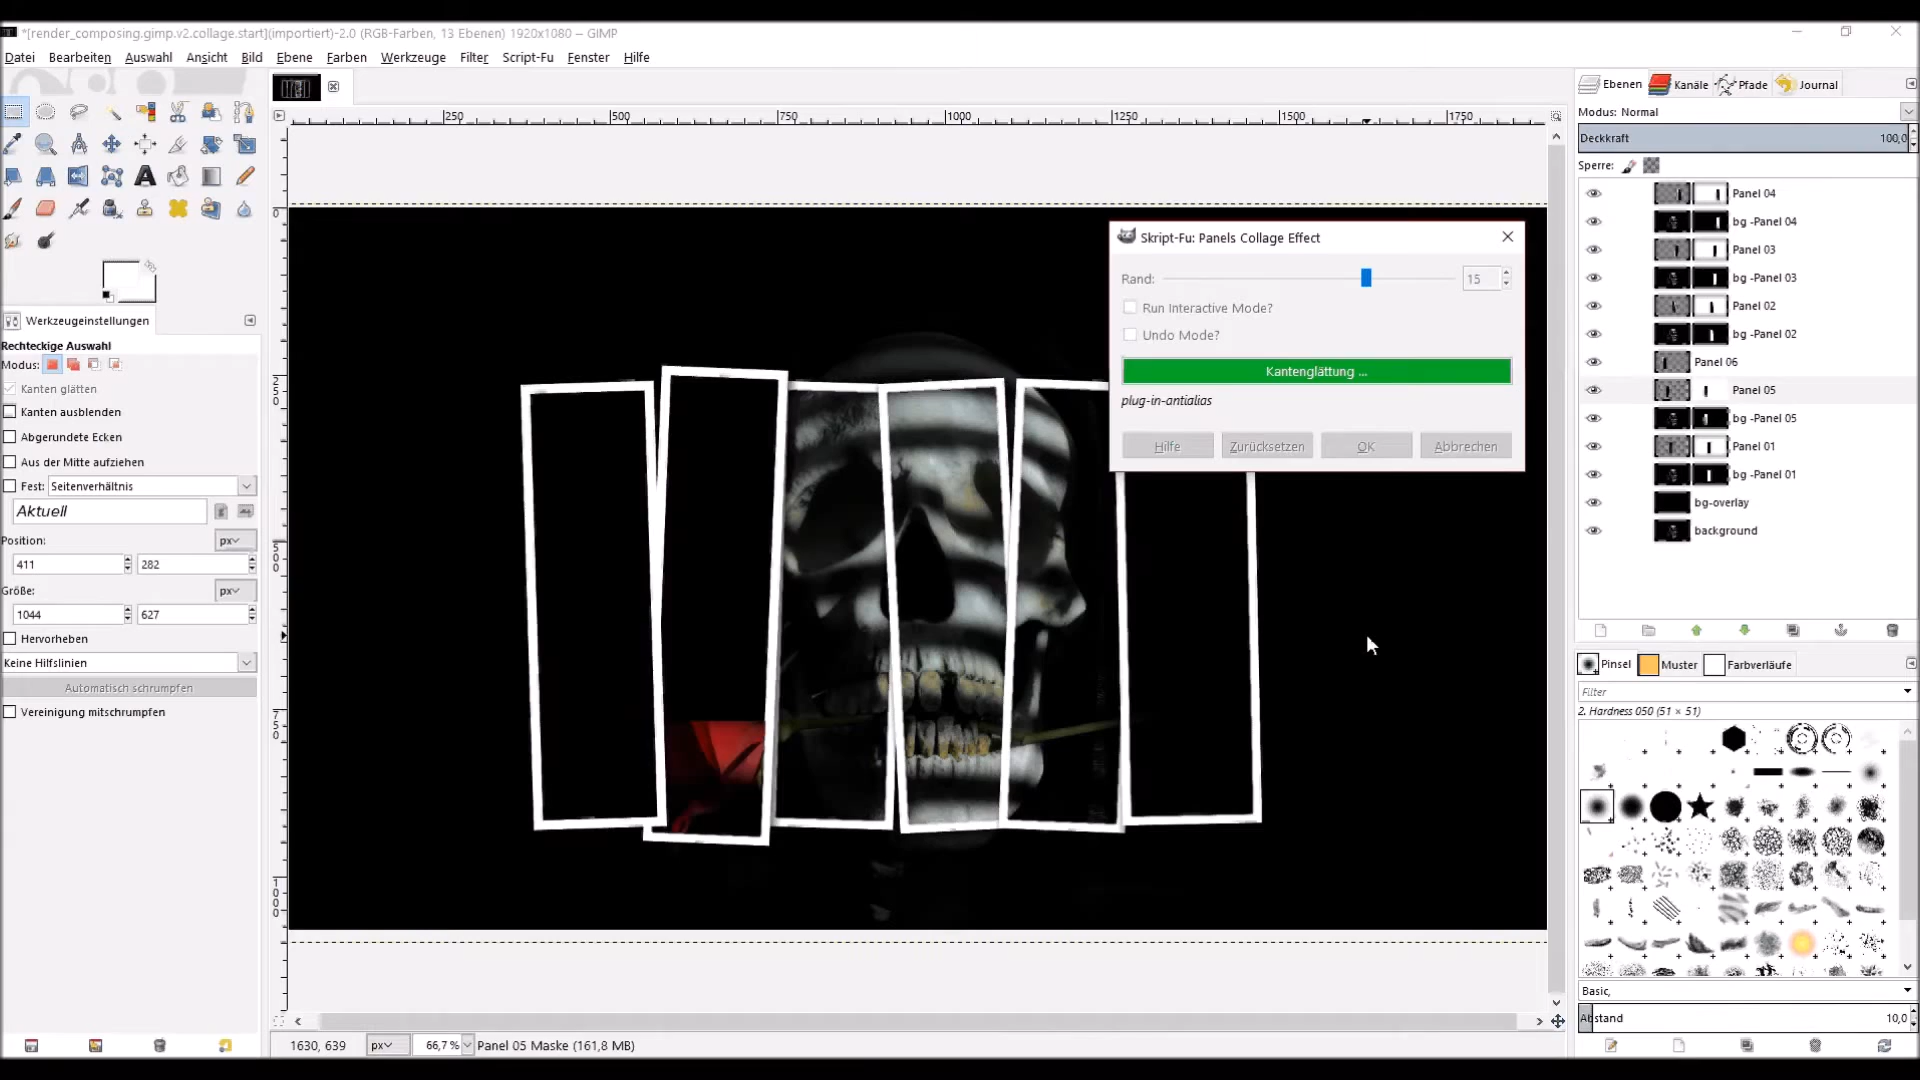 *[render_composing.gimp.v2.collage.start](importiert)-2.0 (RGB-Farben, 13 Ebenen) 1920x1080 – GIMP
Datei Bearbeiten Auswahl Ansicht Bild Ebene Farben Werkzeuge Filter Script-Fu Fenster Hilfe
Werkzeugeinstellungen
Rechteckige Auswahl
Modus:
Kanten glätten
Kanten ausblenden
Abgerundete Ecken
Aus der Mitte aufziehen
Fest: Seitenverhältnis
Aktuell
Position: px
411 282
Größe: px
1044 627
Hervorheben
Keine Hilfslinien
Automatisch schrumpfen
Vereinigung mitschrumpfen
250 500 750 1000 1250 1500 1750
0
250
500
750
1000
Skript-Fu: Panels Collage Effect
Rand: 15
Run Interactive Mode?
Undo Mode?
Kantenglättung ...
plug-in-antialias
Hilfe Zurücksetzen OK Abbrechen
1630, 639 px 66,7 % Panel 05 Maske (161,8 MB)
Ebenen Kanäle Pfade Journal
Modus: Normal
Deckkraft 100,0
Sperre:
Panel 04
bg -Panel 04
Panel 03
bg -Panel 03
Panel 02
bg -Panel 02
Panel 06
Panel 05
bg -Panel 05
Panel 01
bg -Panel 01
bg-overlay
background
Pinsel Muster Farbverläufe
Filter
2. Hardness 050 (51 × 51)
Basic,
Abstand 10,0